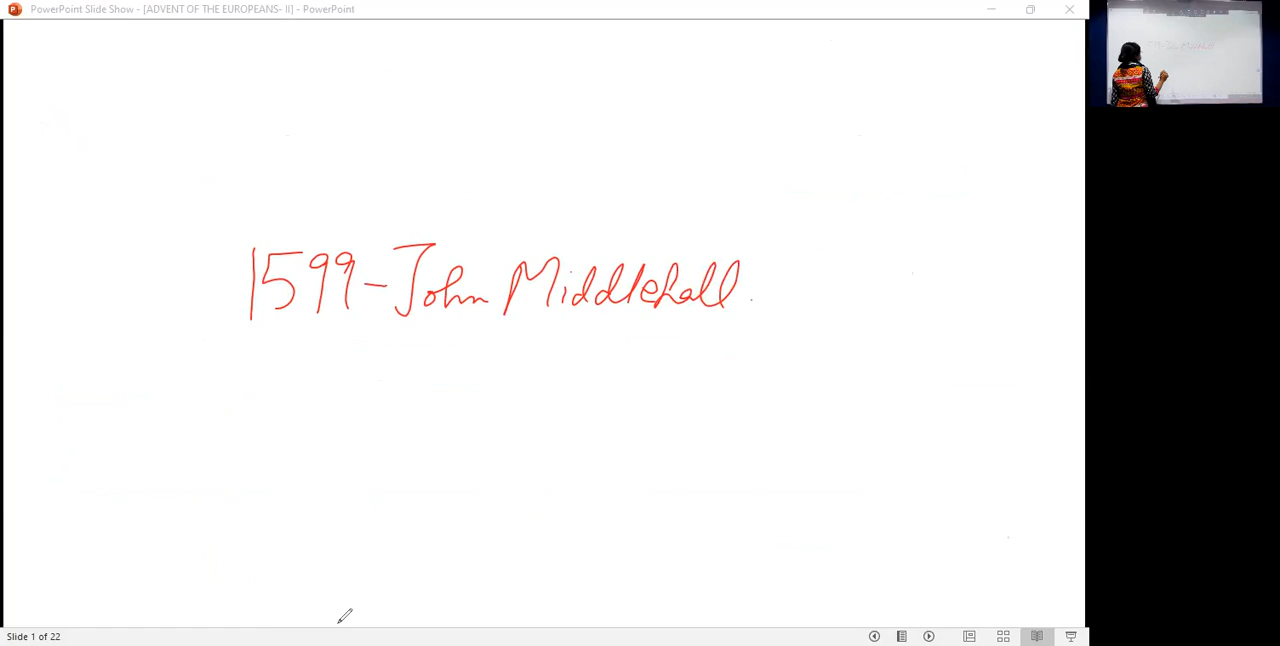 PowerPoint Slide Show - [ADVENT OF THE EUROPEANS- II] - PowerPoint
1599 - John Middlehall.
Slide 1 of 22